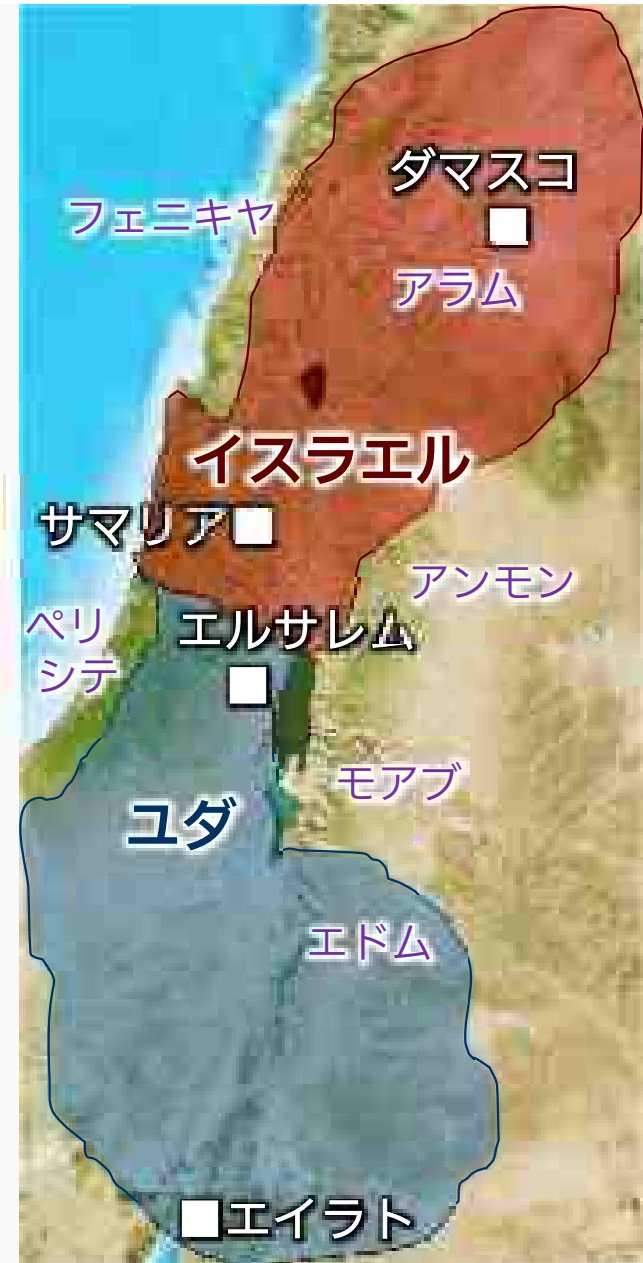 ダマスコ
フェニキヤ
アラム
イスラエル
サマリア
アンモン
ペリ
シテ
エルサレム
モアブ
ユダ
エドム
エイラト